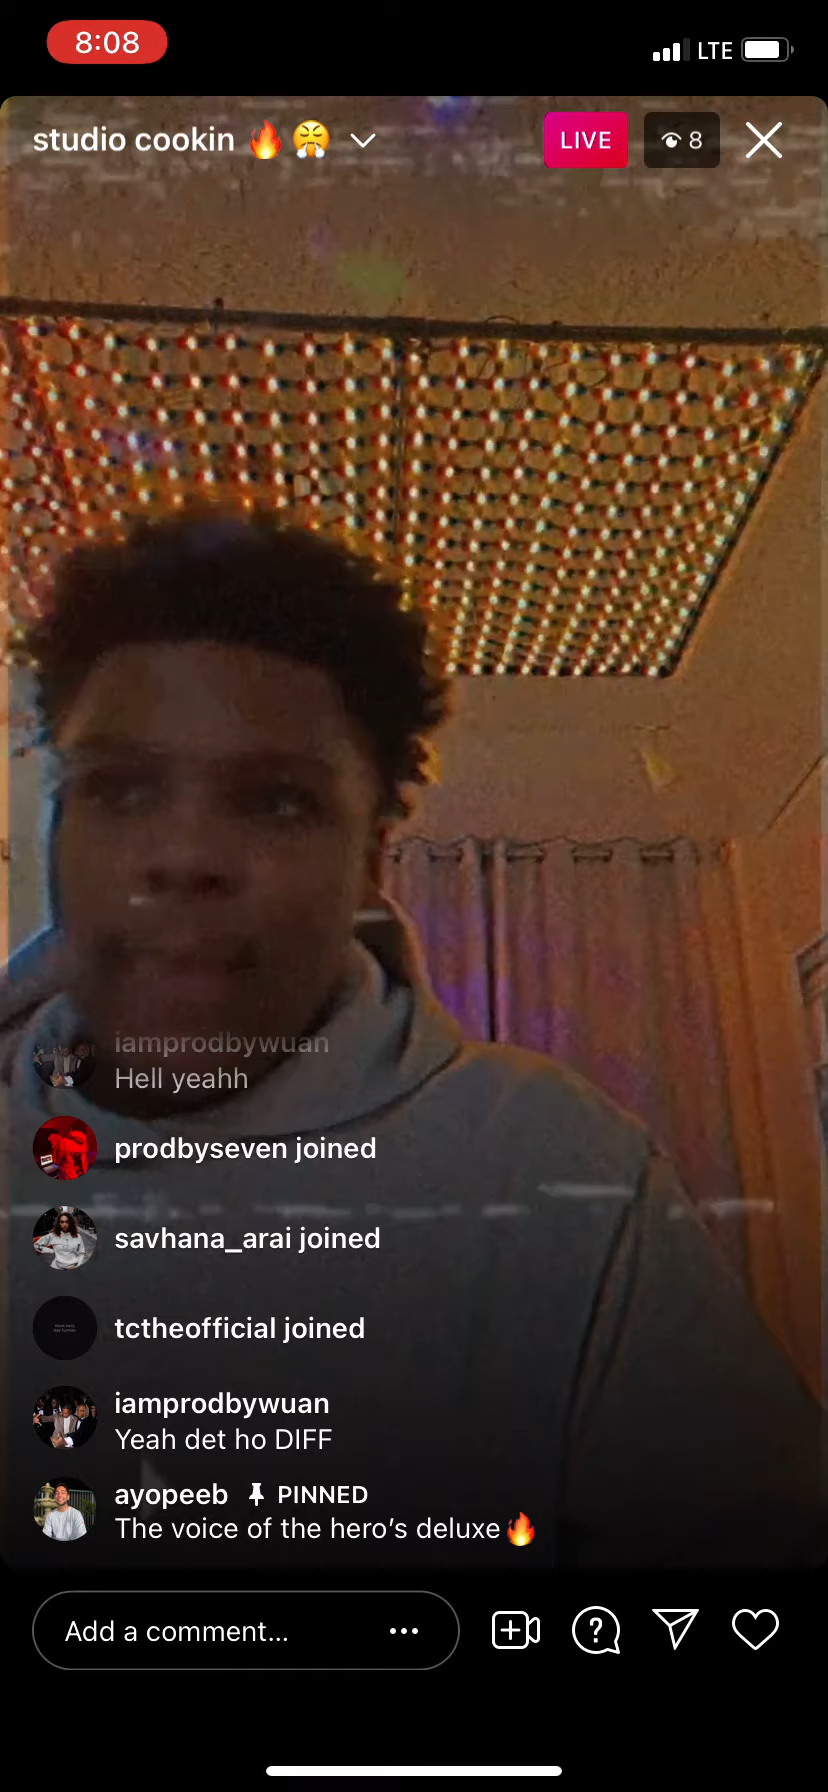 8:08
LTE
studio cookin 🔥 😤
LIVE
8
iamprodbywuan
Hell yeahh
prodbyseven joined
savhana_arai joined
tctheofficial joined
iamprodbywuan
Yeah det ho DIFF
ayopeeb PINNED
The voice of the hero’s deluxe🔥
Add a comment...